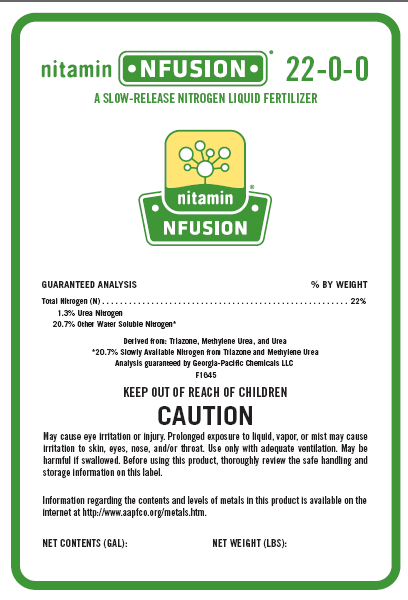 nitamin NFUSION® 22-0-0
A SLOW-RELEASE NITROGEN LIQUID FERTILIZER
nitamin®
NFUSION
GUARANTEED ANALYSIS % BY WEIGHT
Total Nitrogen (N) . . . . . . . . . . . . . . . . . . . . . . . . . . . . . . . . . . . . . . . . . . . . . . . . . . . . . . . 22%
1.3% Urea Nitrogen
20.7% Other Water Soluble Nitrogen*
Derived from: Triazone, Methylene Urea, and Urea
*20.7% Slowly Available Nitrogen from Triazone and Methylene Urea
Analysis guaranteed by Georgia-Pacific Chemicals LLC
F1645
KEEP OUT OF REACH OF CHILDREN
CAUTION
May cause eye irritation or injury. Prolonged exposure to liquid, vapor, or mist may cause
irritation to skin, eyes, nose, and/or throat. Use only with adequate ventilation. May be
harmful if swallowed. Before using this product, thoroughly review the safe handling and
storage information on this label.
Information regarding the contents and levels of metals in this product is available on the
internet at http://www.aapfco.org/metals.htm.
NET CONTENTS (GAL): NET WEIGHT (LBS):